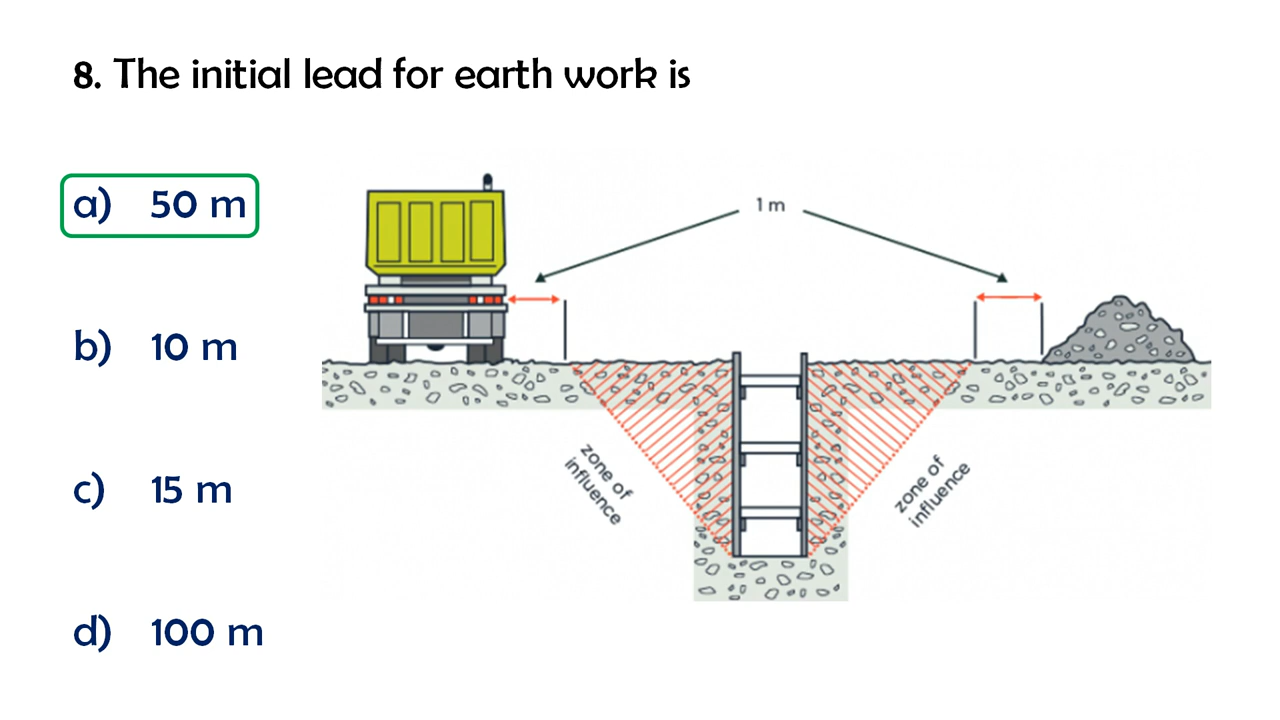 8. The initial lead for earth work is
a) 50 m
b) 10 m
c) 15 m
d) 100 m
1 m
zone of
influence
zone of
influence